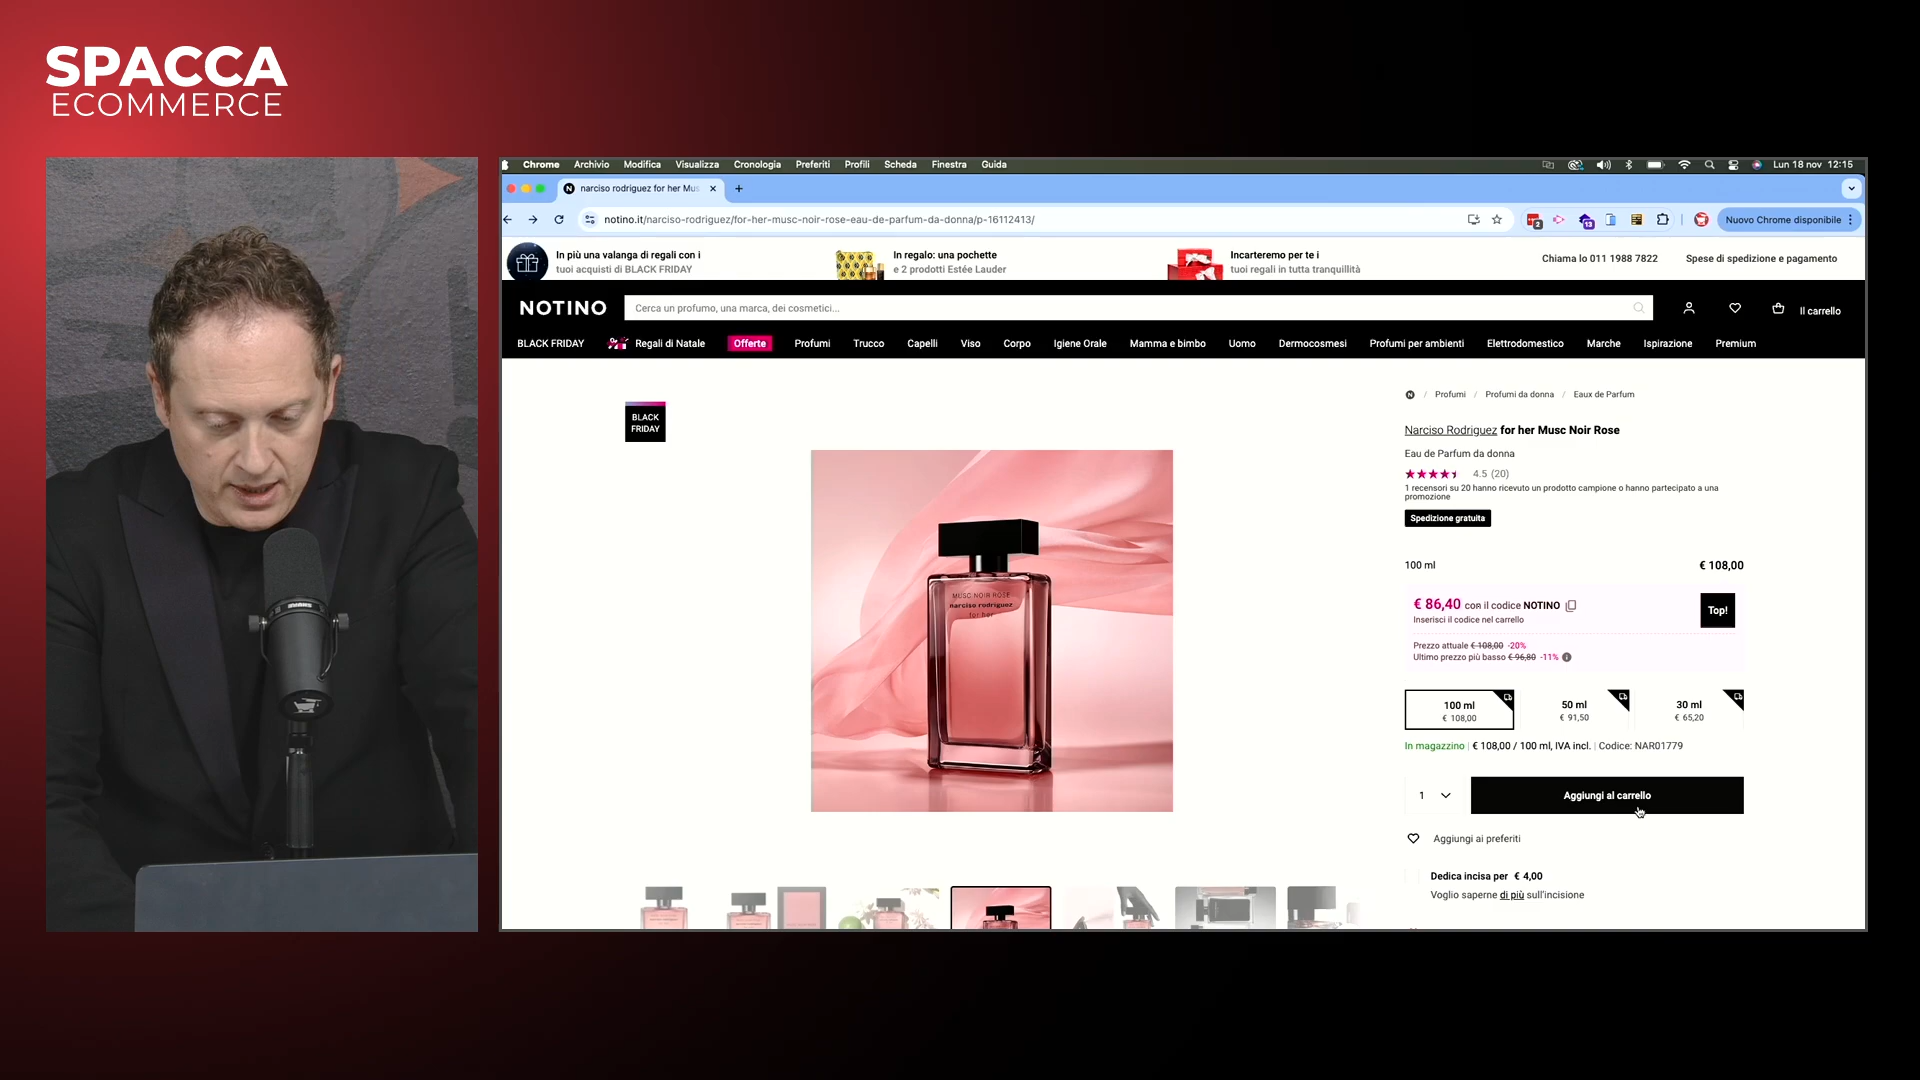 SPACCA
ECOMMERCE
Chrome Archivio Modifica Visualizza Cronologia Preferiti Profili Scheda Finestra Guida
Lun 18 nov 12:15
narciso rodriguez for her Mus
notino.it/narciso-rodriguez/for-her-musc-noir-rose-eau-de-parfum-da-donna/p-16112413/
2
13
Nuovo Chrome disponibile
In più una valanga di regali con i
tuoi acquisti di BLACK FRIDAY
In regalo: una pochette
e 2 prodotti Estée Lauder
Incarteremo per te i
tuoi regali in tutta tranquillità
Chiama lo 011 1988 7822
Spese di spedizione e pagamento
NOTINO
Cerca un profumo, una marca, dei cosmetici...
Il carrello
BLACK FRIDAY Regali di Natale Offerte Profumi Trucco Capelli Viso Corpo Igiene Orale Mamma e bimbo Uomo Dermocosmesi Profumi per ambienti Elettrodomestico Marche Ispirazione Premium
BLACK
FRIDAY
MUSC NOIR ROSE
narciso rodriguez
for her
N / Profumi / Profumi da donna / Eaux de Parfum
Narciso Rodriguez for her Musc Noir Rose
Eau de Parfum da donna
4.5 (20)
1 recensori su 20 hanno ricevuto un prodotto campione o hanno partecipato a una
promozione
Spedizione gratuita
100 ml € 108,00
€ 86,40 con il codice NOTINO
Inserisci il codice nel carrello
Top!
Prezzo attuale € 108,00 -20%
Ultimo prezzo più basso € 96,80 -11%
100 ml
€ 108,00
50 ml
€ 91,50
30 ml
€ 65,20
In magazzino | € 108,00 / 100 ml, IVA incl. | Codice: NAR01779
1
Aggiungi al carrello
Aggiungi ai preferiti
Dedica incisa per € 4,00
Voglio saperne di più sull'incisione
SHURE